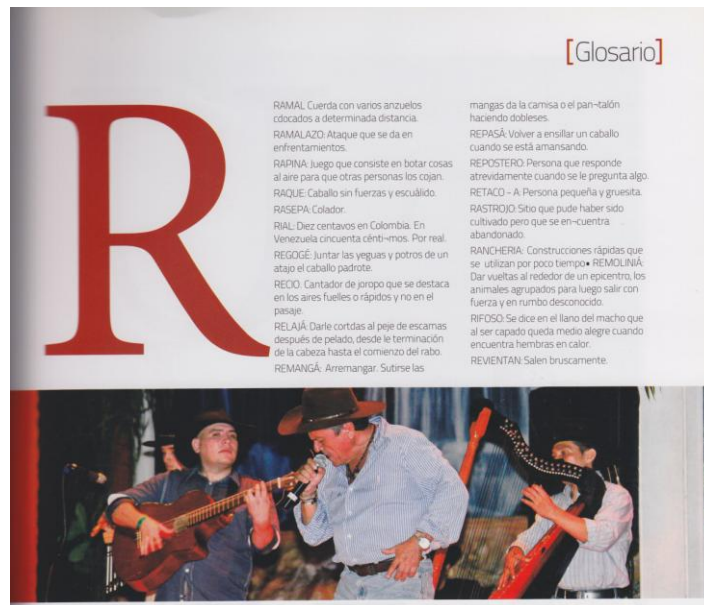 [Glosario]
R
RAMAL Cuerda con varios anzuelos
cdocados a determinada distancia.
RAMALAZO: Ataque que se da en
enfrentamientos.
RAPINA: Juego que consiste en botar cosas
al aire para que otras personas los cojan.
RAQUE: Caballo sin fuerzas y escuálido.
RASEPA: Colador.
RIAL: Diez centavos en Colombia. En
Venezuela cincuenta cénti¬mos. Por real.
REGOGÉ: Juntar las yeguas y potros de un
atajo el caballo padrote.
RECIO: Cantador de joropo que se destaca
en los aires fuelles o rápidos y no en el
pasaje.
RELAJÁ: Darle cortdas al peje de escamas
después de pelado, desde le terminación
de la cabeza hasta el comienzo del rabo.
REMANGÁ: Arremangar. Sutirse las
mangas da la camisa o el pan¬talón
haciendo dobleses.
REPASÁ: Volver a ensillar un caballo
cuando se está amansando.
REPOSTERO: Persona que responde
atrevidamente cuando se le pregunta algo.
RETACO - A: Persona pequeña y gruesita.
RASTROJO: Sitio que pude haber sido
cultivado pero que se en¬cuentra
abandonado.
RANCHERIA: Construcciones rápidas que
se utilizan por poco tiempo• REMOLINIÁ:
Dar vueltas al rededor de un epicentro, los
animales agrupados para luego salir con
fuerza y en rumbo desconocido.
RIFOSO: Se dice en el llano del macho que
al ser capado queda medio alegre cuando
encuentra hembras en calor.
REVIENTAN: Salen bruscamente.